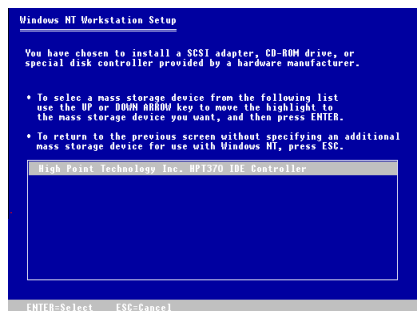 Windows NT Workstation Setup
You have chosen to install a SCSI adapter, CD-ROM drive, or
special disk controller provided by a hardware manufacturer.
• To selec a mass storage device from the following list
use the UP or DOWN ARROW key to move the highlight to
the mass storage device you want, and then press ENTER.
• To return to the previous screen without specifying an additional
mass storage device for use with Windows NT, press ESC.
High Point Technology Inc. HPT370 IDE Controller
ENTER=Select ESC=Cancel